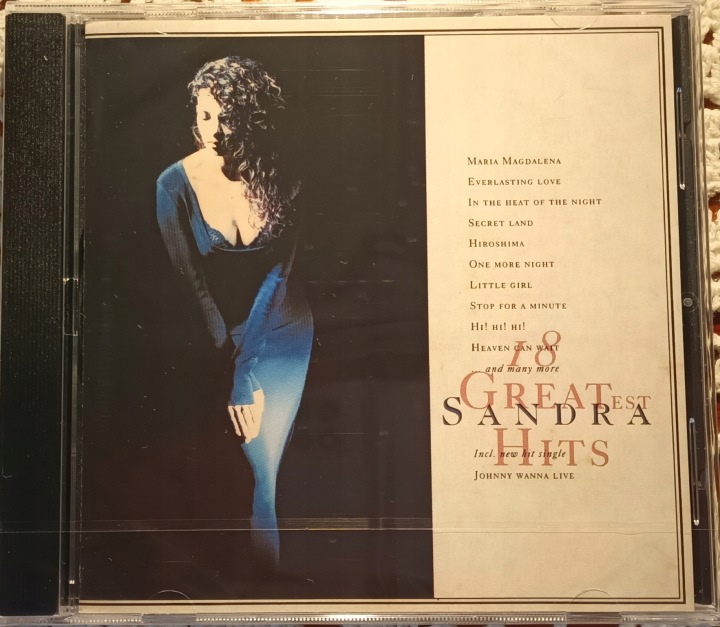 MARIA MAGDALENA
EVERLASTING LOVE
IN THE HEAT OF THE NIGHT
SECRET LAND
HIROSHIMA
ONE MORE NIGHT
LITTLE GIRL
STOP FOR A MINUTE
HI! HI! HI!
HEAVEN CAN WAIT
... and many more
18
GREATEST
SANDRA
HITS
Incl. new hit single
JOHNNY WANNA LIVE